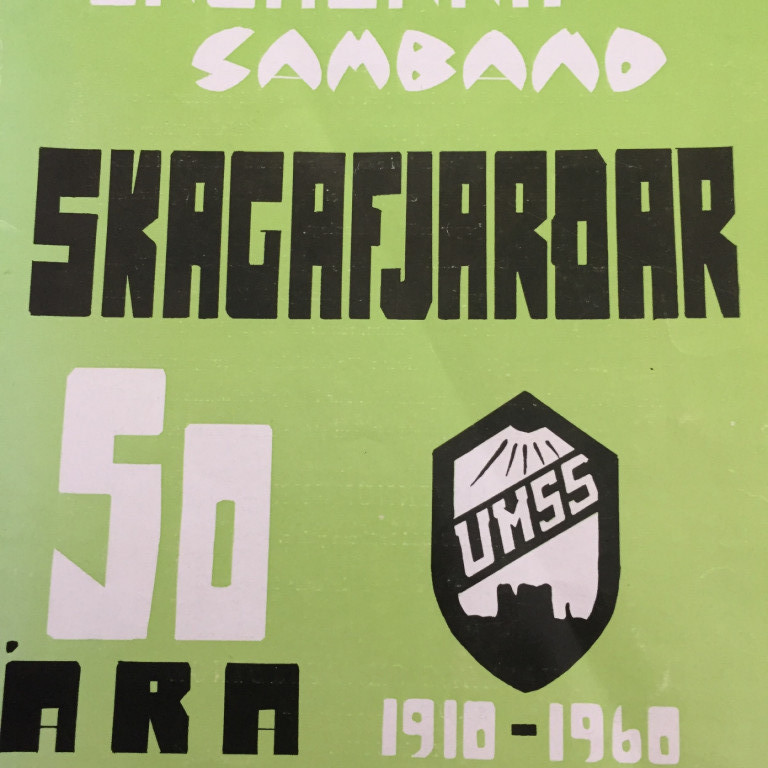 SAMBAND
SKAGAFJARÐAR
50
ÁRA
UMSS
1910-1960